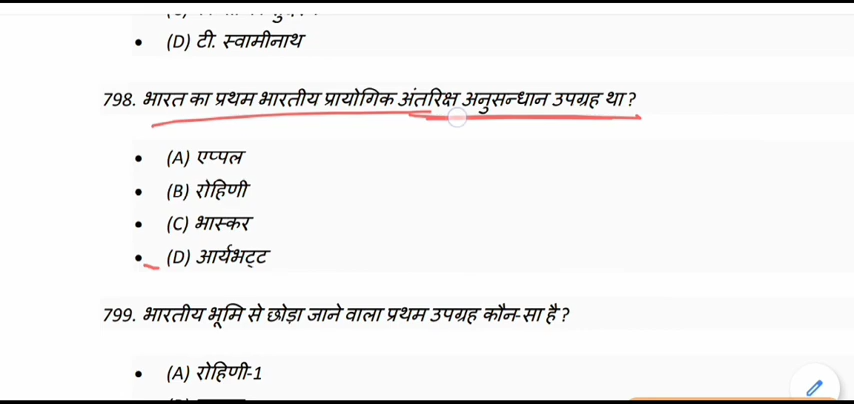 (D) टी. स्वामीनाथ
798. भारत का प्रथम भारतीय प्रायोगिक अंतरिक्ष अनुसन्धान उपग्रह था?
(A) एप्पल
(B) रोहिणी
(C) भास्कर
(D) आर्यभट्ट
799. भारतीय भूमि से छोड़ा जाने वाला प्रथम उपग्रह कौन-सा है?
(A) रोहिणी-1